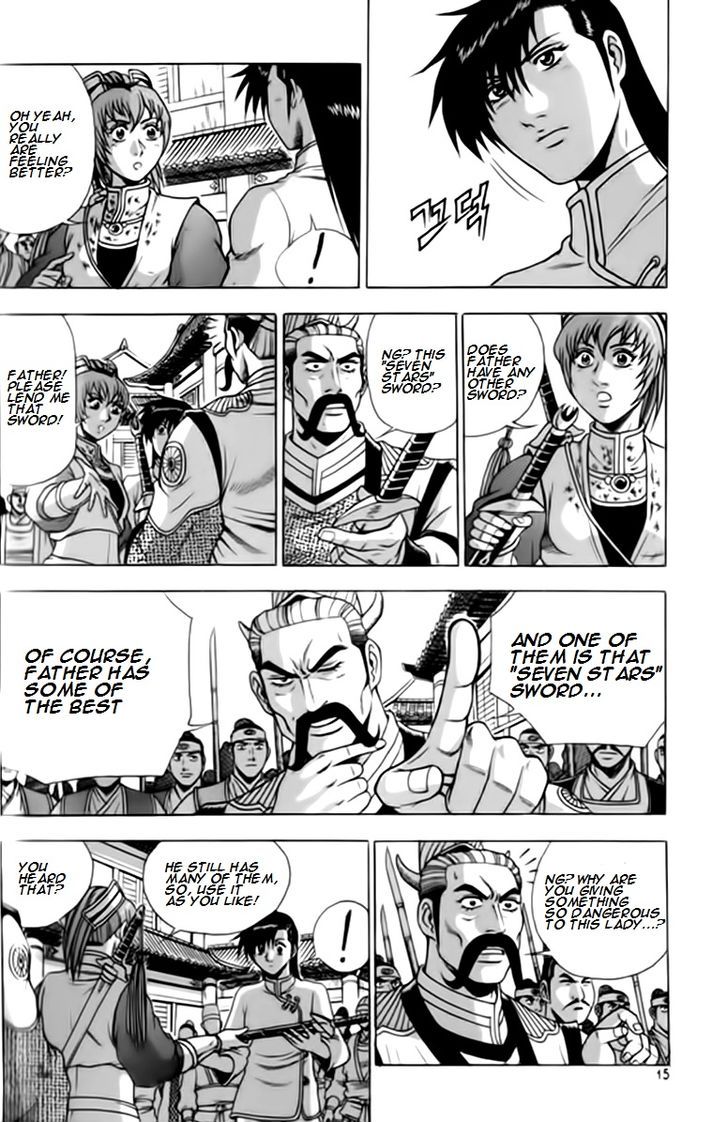 OH YEAH,
YOU
REALLY
ARE
FEELING
BETTER?
!
끄덕
FATHER!
PLEASE
LEND ME
THAT
SWORD!
NG? THIS
"SEVEN
STARS"
SWORD?
DOES
FATHER
HAVE ANY
OTHER
SWORD?
OF COURSE,
FATHER HAS
SOME OF
THE BEST
AND ONE OF
THEM IS THAT
"SEVEN STARS"
SWORD...
YOU
HEARD
THAT?
HE STILL HAS
MANY OF THEM,
SO, USE IT
AS YOU LIKE!
!
NG? WHY ARE
YOU GIVING
SOMETHING
SO DANGEROUS
TO THIS LADY...?
15